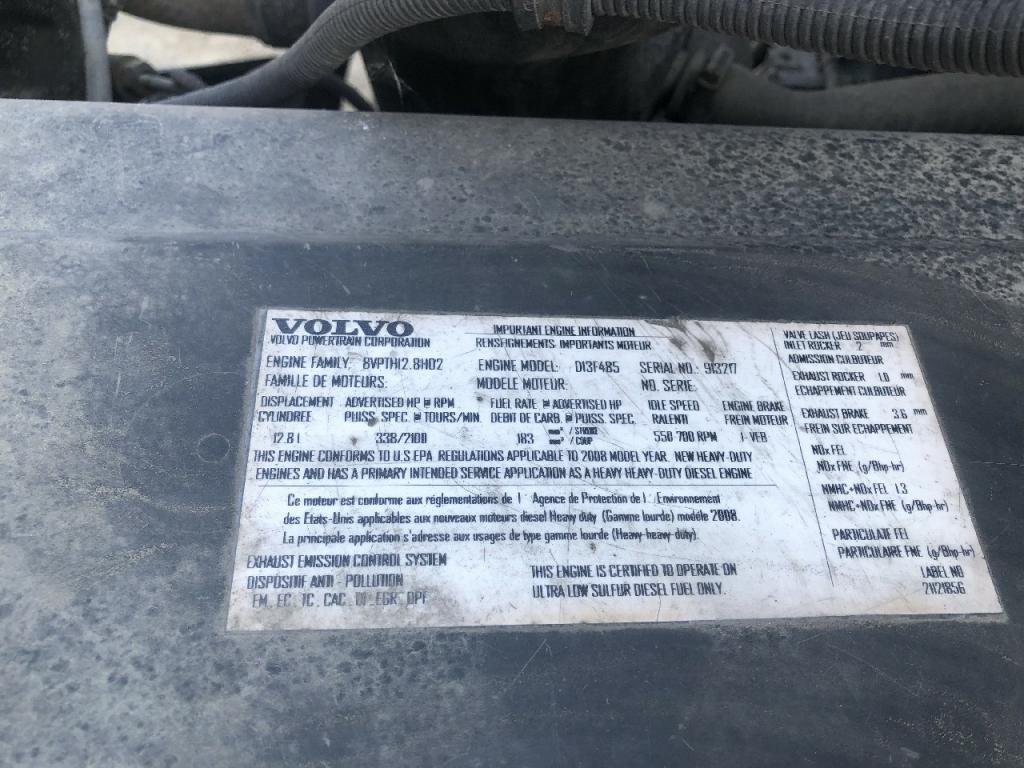 VOLVO
VOLVO POWERTRAIN CORPORATION
IMPORTANT ENGINE INFORMATION
RENSEIGNEMENTS IMPORTANTS MOTEUR
ENGINE FAMILY: 8VPTH12.8H02 ENGINE MODEL: D13F485 SERIAL NO.:
FAMILLE DE MOTEURS: MODELE MOTEUR: NO. SERIE:
DISPLACEMENT ADVERTISED HP @ RPM FUEL RATE @ ADVERTISED HP IDLE SPEED ENGINE BRAKE
CYLINDREE PUISS. SPEC. @ TOURS/MIN. DEBIT DE CARB. @ PUISS. SPEC. RALENTI FREIN MOTEUR
12.8 l 338/2100 183 mm³/STROKE mm³/COUP 550-700 RPM I-VEB
THIS ENGINE CONFORMS TO U.S EPA REGULATIONS APPLICABLE TO 2008 MODEL YEAR. NEW HEAVY-DUTY
ENGINES AND HAS A PRIMARY INTENDED SERVICE APPLICATION AS A HEAVY HEAVY-DUTY DIESEL ENGINE
Ce moteur est conforme aux réglementations de l' Agence de Protection de l' Environnement
des Etats-Unis applicables aux nouveaux moteurs diesel Heavy duty (Gamme lourde) modèle 2008.
La principale application s'adresse aux usages de type gamme lourde (Heavy-heavy-duty).
EXHAUST EMISSION CONTROL SYSTEM
DISPOSITIF ANTI - POLLUTION
EM, EC, TC, CAC, DI, EGR, DPF
THIS ENGINE IS CERTIFIED TO OPERATE ON
ULTRA LOW SULFUR DIESEL FUEL ONLY.
VALVE LASH (JEU SOUPAPES)
INLET ROCKER 2 mm
ADMISSION CULBUTEUR
EXHAUST ROCKER 1.0 mm
ECHAPPEMENT CULBUTEUR
EXHAUST BRAKE 3.6 mm
FREIN SUR ECHAPPEMENT
NOx FEL
NOx FNE (g/Bhp-hr)
NMHC+NOx FEL 1.3
NMHC+NOx FNE (g/Bhp-hr)
PARTICULATE FEL
PARTICULAIRE FNE (g/Bhp-hr)
LABEL NO
21121856